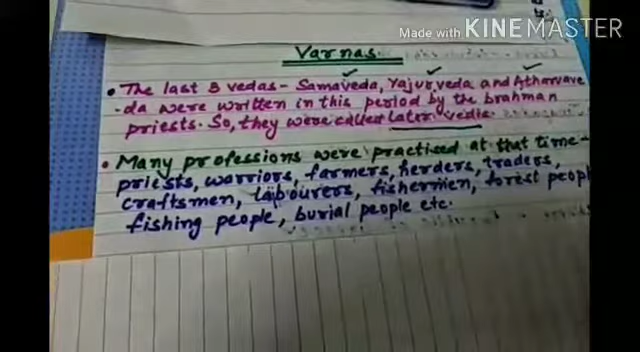 Made with KINEMASTER
Varnas
• The last 3 vedas - Samaveda, Yajurveda and Atharvave
-da were written in this period by the brahman
priests. So, they were called later vedic.
• Many professions were practised at that time -
priests, warriors, farmers, herders, traders,
craftsmen, labourers, fishermen, forest peopl
fishing people, burial people etc.